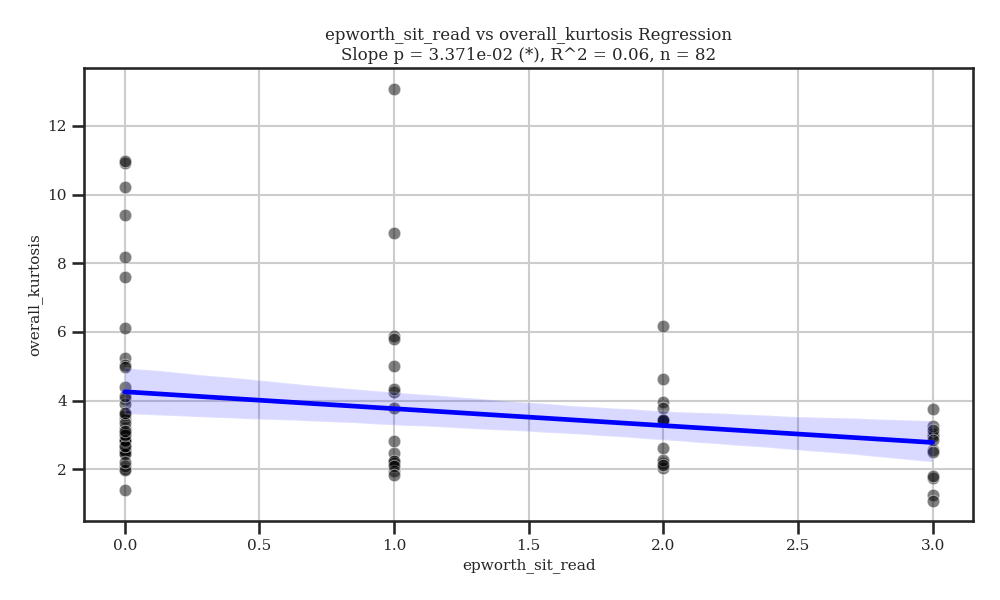 epworth_sit_read vs overall_kurtosis Regression
Slope p = 3.371e-02 (*), R^2 = 0.06, n = 82
overall_kurtosis
12
10
8
6
4
2
0.0 0.5 1.0 1.5 2.0 2.5 3.0
epworth_sit_read